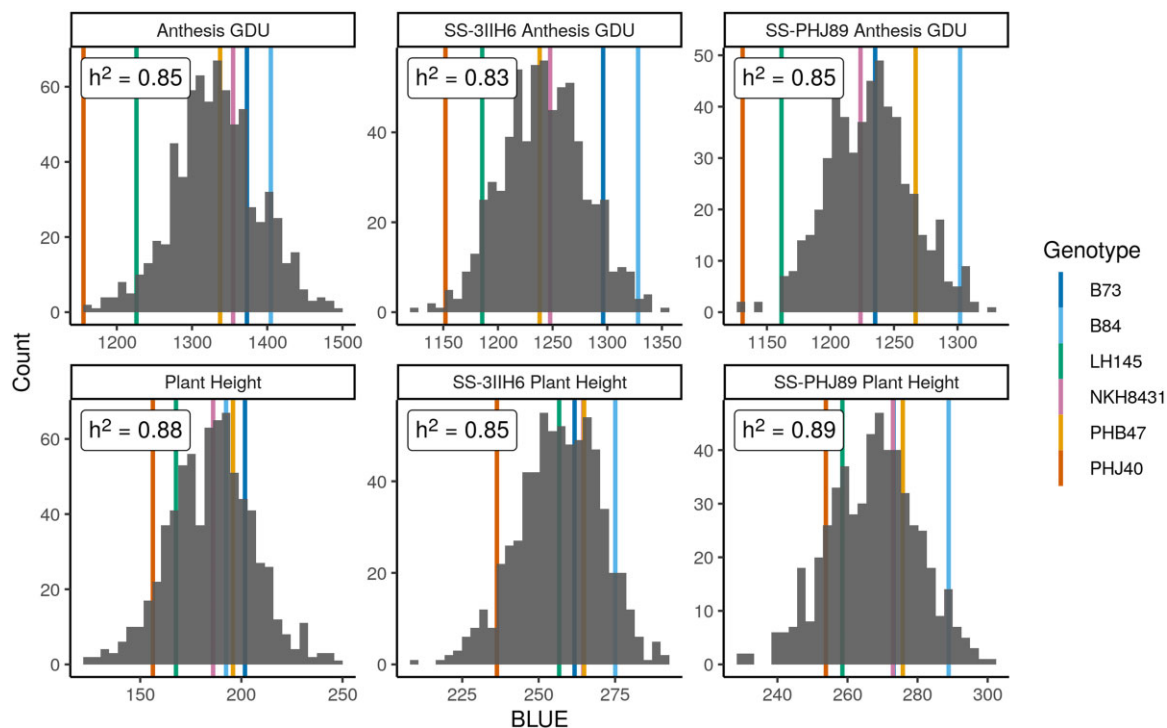 Anthesis GDU
SS-3IIH6 Anthesis GDU
SS-PHJ89 Anthesis GDU
h² = 0.85
h² = 0.83
h² = 0.85
60
40
20
0
40
20
0
50
40
30
20
10
0
1200 1300 1400 1500
1150 1200 1250 1300 1350
1150 1200 1250 1300
Count
Plant Height
SS-3IIH6 Plant Height
SS-PHJ89 Plant Height
h² = 0.88
h² = 0.85
h² = 0.89
60
40
20
0
40
20
0
40
30
20
10
0
150 200 250
225 250 275
240 260 280 300
BLUE
Genotype
B73
B84
LH145
NKH8431
PHB47
PHJ40